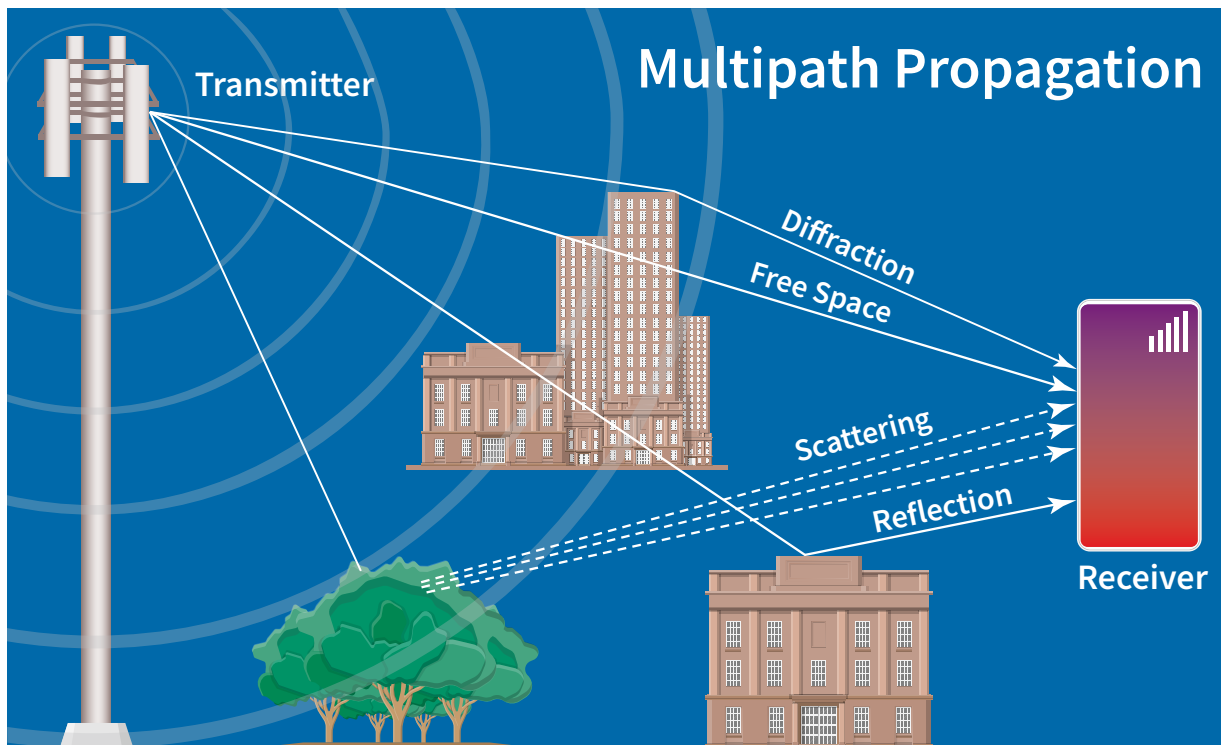 Multipath Propagation
Transmitter
Diffraction
Free Space
Scattering
Reflection
Receiver